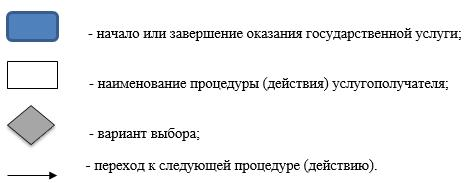 - начало или завершение оказания государственной услуги;
- наименование процедуры (действия) услугополучателя;
- вариант выбора;
- переход к следующей процедуре (действию).